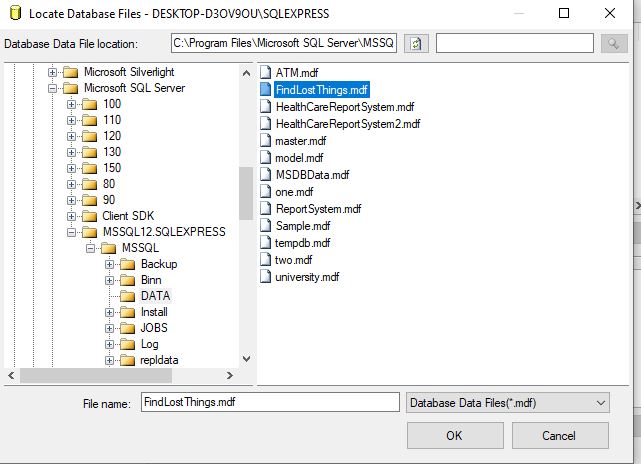 Locate Database Files - DESKTOP-D3OV9OU\SQLEXPRESS
Database Data File location:
C:\Program Files\Microsoft SQL Server\MSSQ
Microsoft Silverlight
Microsoft SQL Server
100
110
120
130
150
80
90
Client SDK
MSSQL12.SQLEXPRESS
MSSQL
Backup
Binn
DATA
Install
JOBS
Log
repldata
ATM.mdf
FindLostThings.mdf
HealthCareReportSystem.mdf
HealthCareReportSystem2.mdf
master.mdf
model.mdf
MSDBData.mdf
one.mdf
ReportSystem.mdf
Sample.mdf
tempdb.mdf
two.mdf
university.mdf
File name:
FindLostThings.mdf
Database Data Files(*.mdf)
OK
Cancel